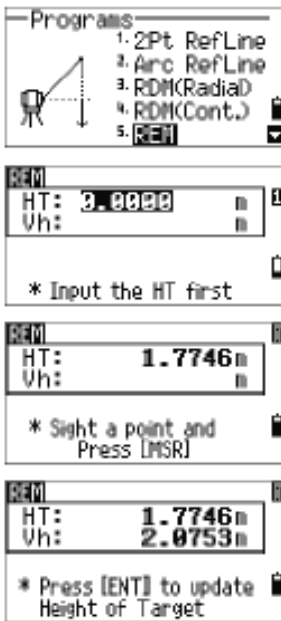 Programs
1. 2Pt RefLine
2. Arc RefLine
3. RDM(Radial)
4. RDM(Cont.)
5. REM
REM
HT: 0.0000 m
Vh: m
* Input the HT first
REM
HT: 1.7746m
Vh: m
* Sight a point and
Press [MSR]
REM
HT: 1.7746m
Vh: 2.0753m
* Press [ENT] to update
Height of Target